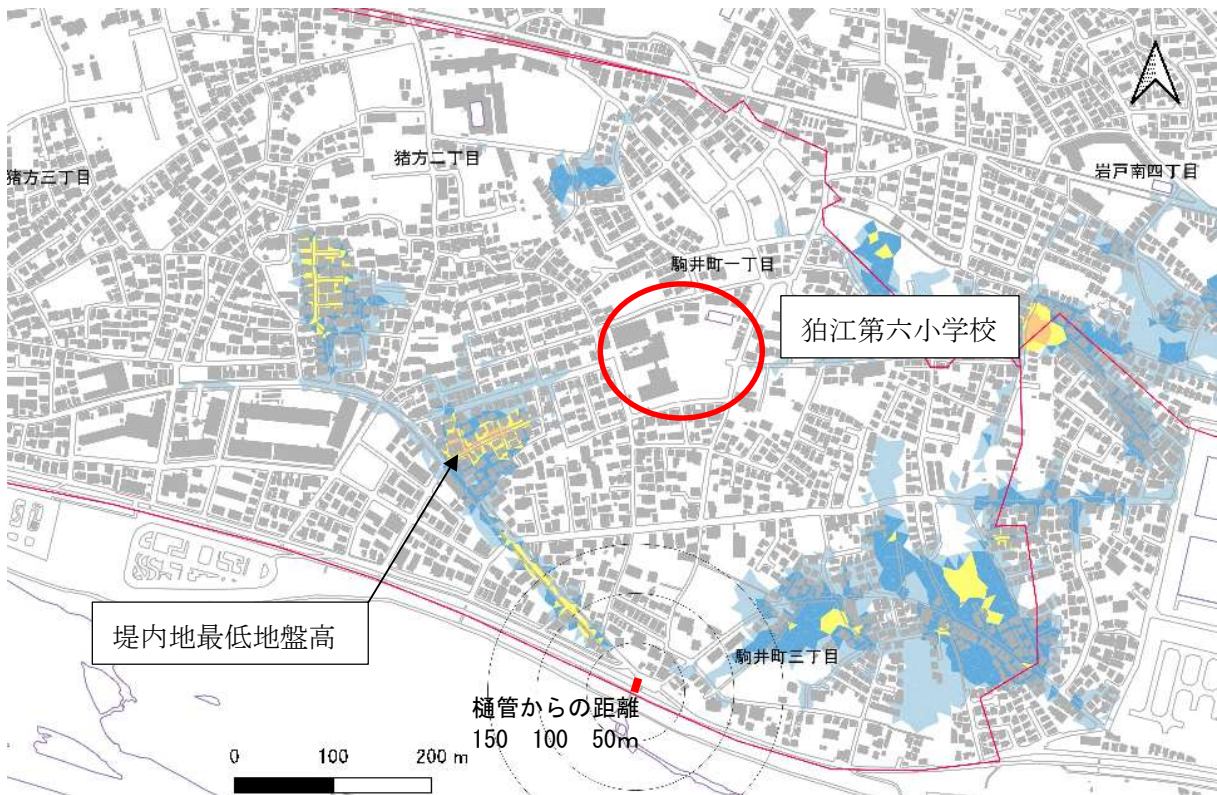 猪方二丁目
猪方三丁目
岩戸南四丁目
駒井町一丁目
狛江第六小学校
堤内地最低地盤高
駒井町三丁目
樋管からの距離
150 100 50m
0 100 200 m